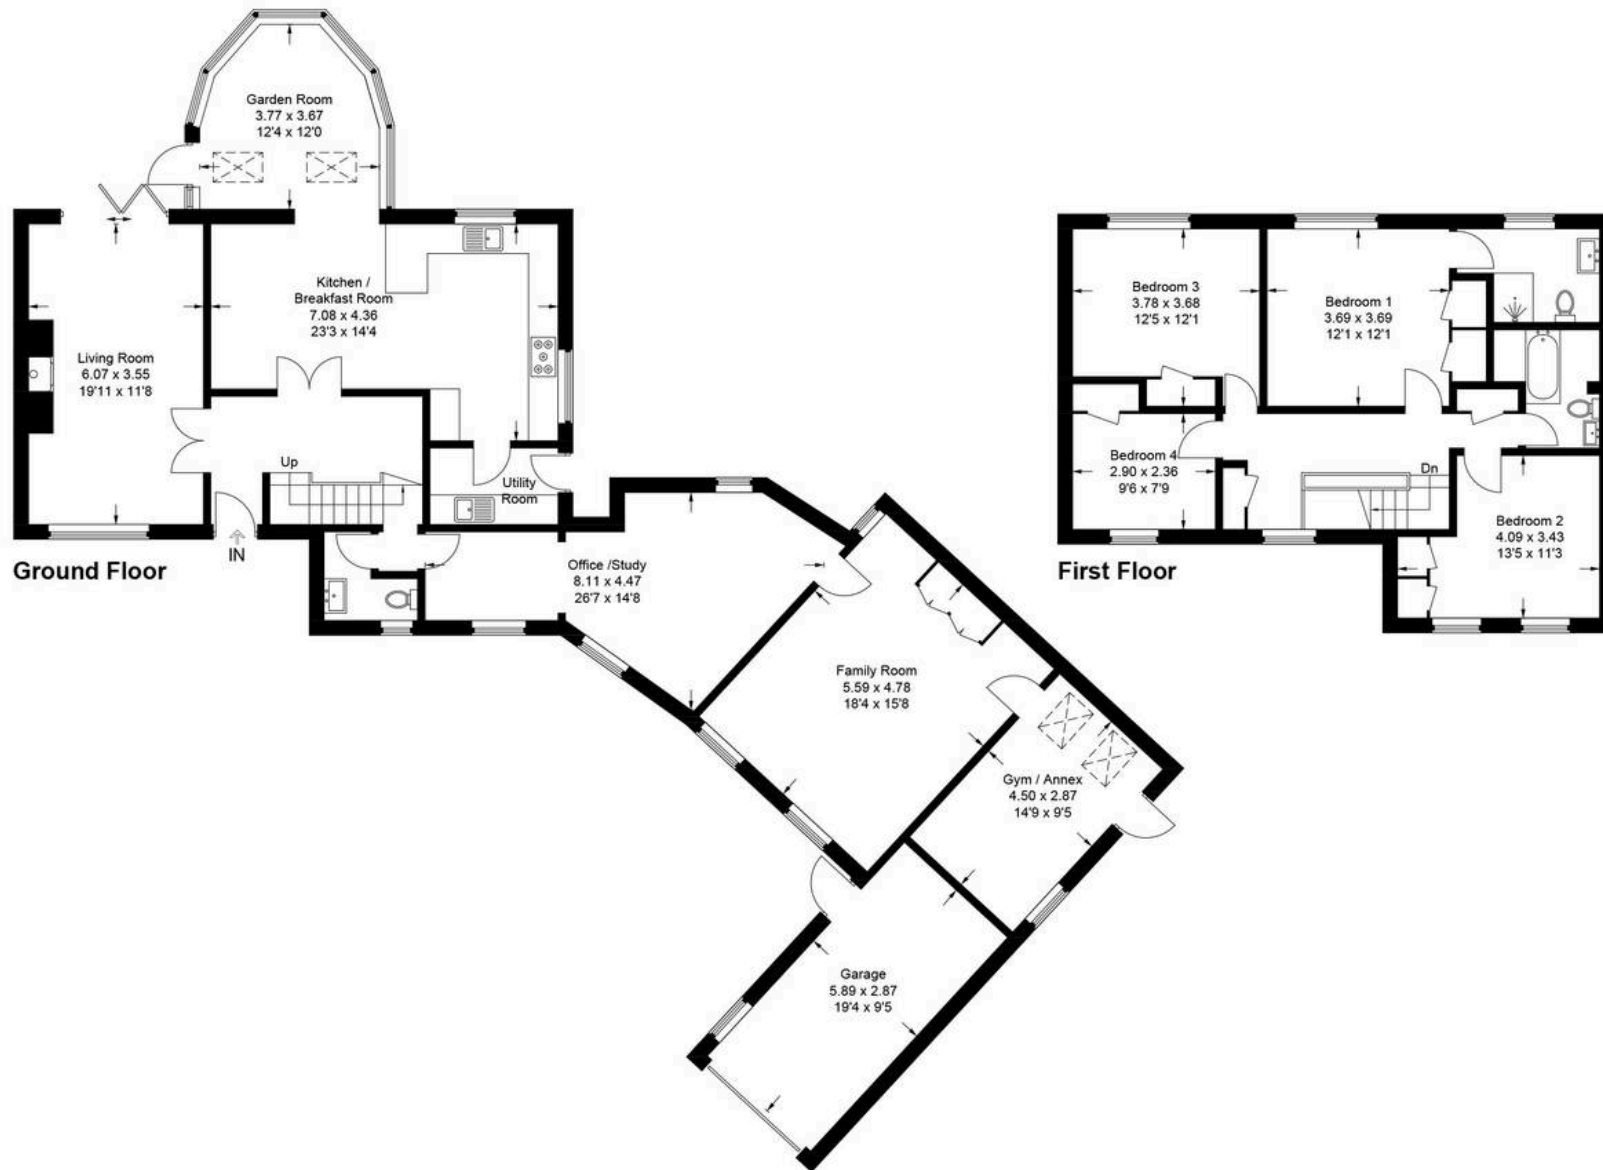 Garden Room
3.77 x 3.67
12'4 x 12'0
Kitchen /
Breakfast Room
7.08 x 4.36
23'3 x 14'4
Living Room
6.07 x 3.55
19'11 x 11'8
Up
Utility
Room
IN
Ground Floor
Office /Study
8.11 x 4.47
26'7 x 14'8
Family Room
5.59 x 4.78
18'4 x 15'8
Gym / Annex
4.50 x 2.87
14'9 x 9'5
Garage
5.89 x 2.87
19'4 x 9'5
Bedroom 3
3.78 x 3.68
12'5 x 12'1
Bedroom 1
3.69 x 3.69
12'1 x 12'1
Bedroom 4
2.90 x 2.36
9'6 x 7'9
Dn
Bedroom 2
4.09 x 3.43
13'5 x 11'3
First Floor